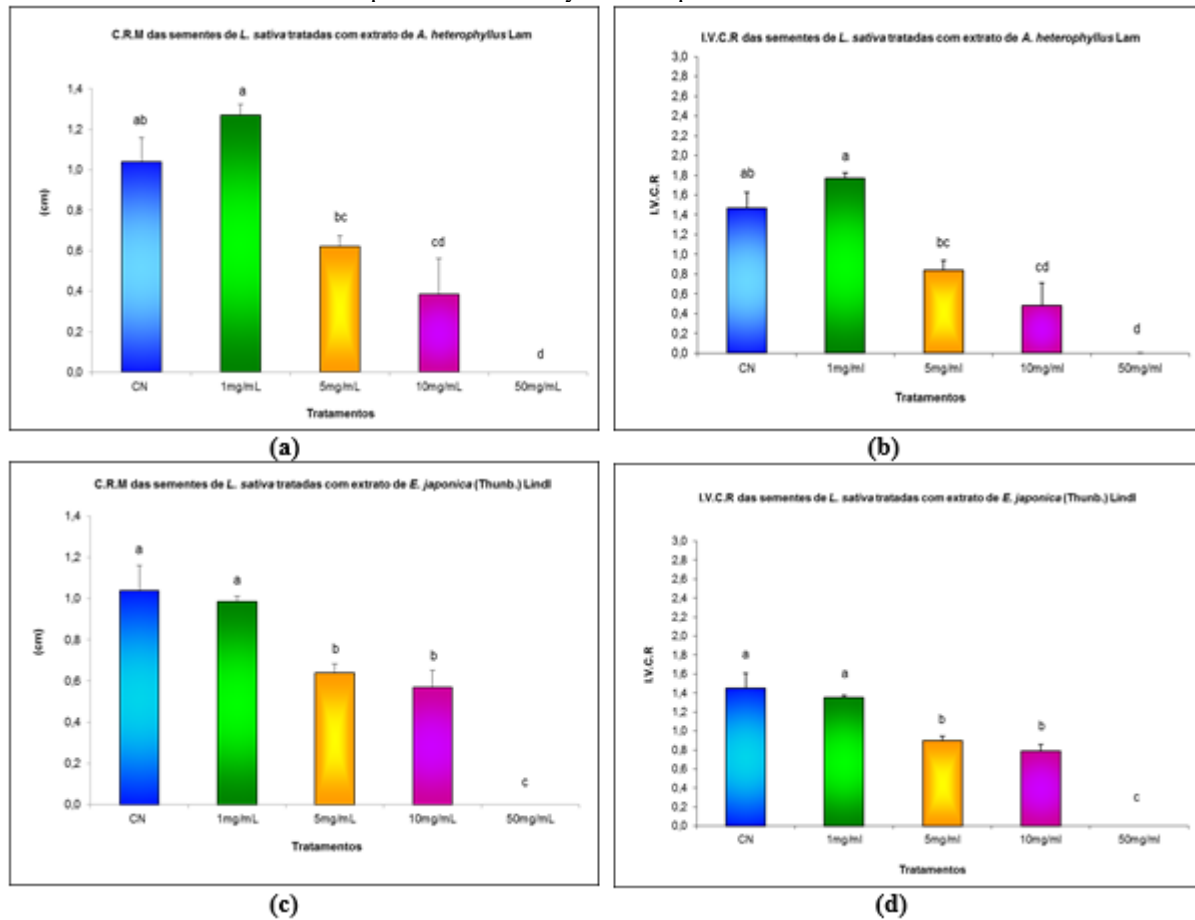 C.R.M das sementes de L. sativa tratadas com extrato de A. heterophyllus Lam
1,4
1,2
1,0
0,8
0,6
0,4
0,2
0,0
(cm)
ab
a
bc
cd
d
CN
1mg/mL
5mg/mL
10mg/mL
50mg/mL
Tratamentos
(a)
I.V.C.R das sementes de L. sativa tratadas com extrato de A. heterophyllus Lam
3,0
2,8
2,6
2,4
2,2
2,0
1,8
1,6
1,4
1,2
1,0
0,8
0,6
0,4
0,2
0,0
I.V.C.R
ab
a
bc
cd
d
CN
1mg/ml
5mg/ml
10mg/ml
50mg/ml
Tratamentos
(b)
C.R.M das sementes de L. sativa tratadas com extrato de E. japonica (Thunb.) Lindl
1,4
1,2
1,0
0,8
0,6
0,4
0,2
0,0
(cm)
a
a
b
b
c
CN
1mg/mL
5mg/mL
10mg/mL
50mg/mL
Tratamentos
(c)
I.V.C.R das sementes de L. sativa tratadas com extrato de E. japonica (Thunb.) Lindl
3,0
2,8
2,6
2,4
2,2
2,0
1,8
1,6
1,4
1,2
1,0
0,8
0,6
0,4
0,2
0,0
I.V.C.R
a
a
b
b
c
CN
1mg/ml
5mg/ml
10mg/ml
50mg/ml
Tratamentos
(d)